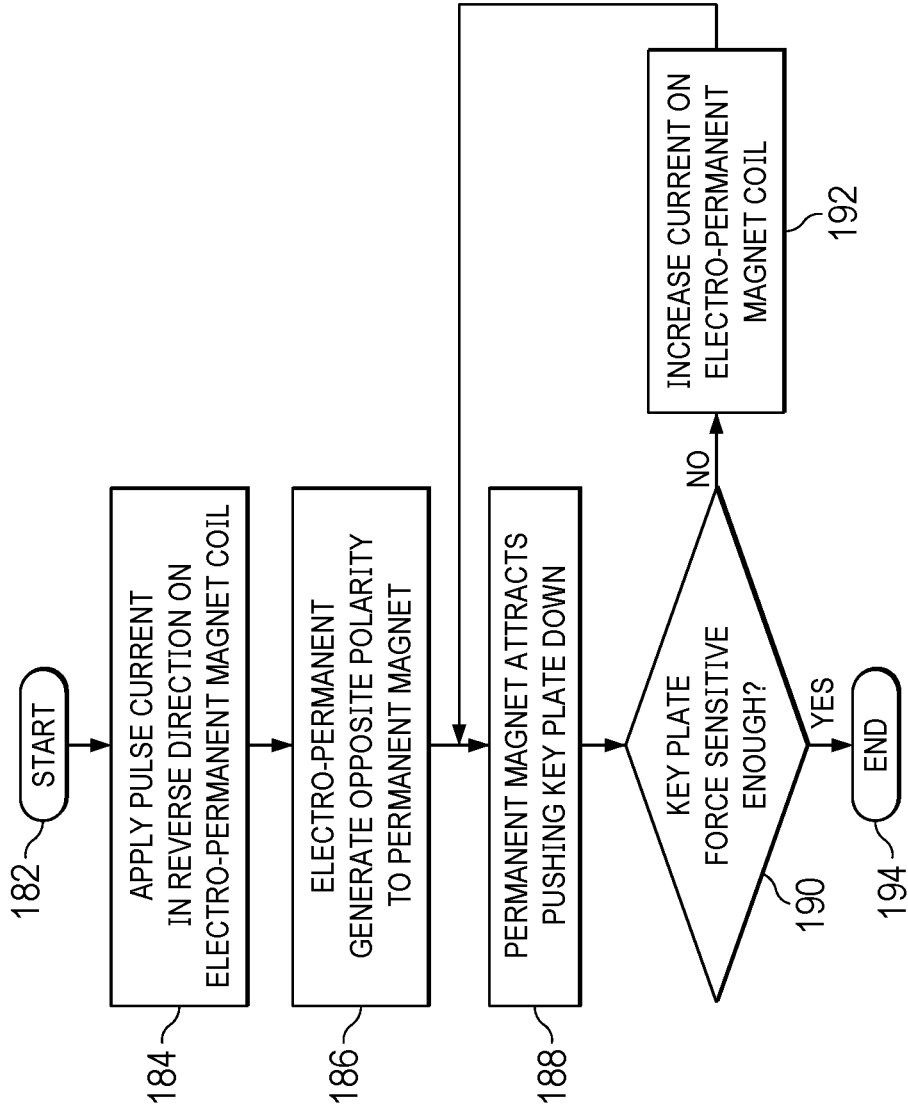 182
START
184
APPLY PULSE CURRENT
IN REVERSE DIRECTION ON
ELECTRO-PERMANENT MAGNET COIL
186
ELECTRO-PERMANENT
GENERATE OPPOSITE POLARITY
TO PERMANENT MAGNET
188
PERMANENT MAGNET ATTRACTS
PUSHING KEY PLATE DOWN
190
KEY PLATE
FORCE SENSITIVE
ENOUGH?
NO
INCREASE CURRENT ON
ELECTRO-PERMANENT
MAGNET COIL
192
YES
194
END